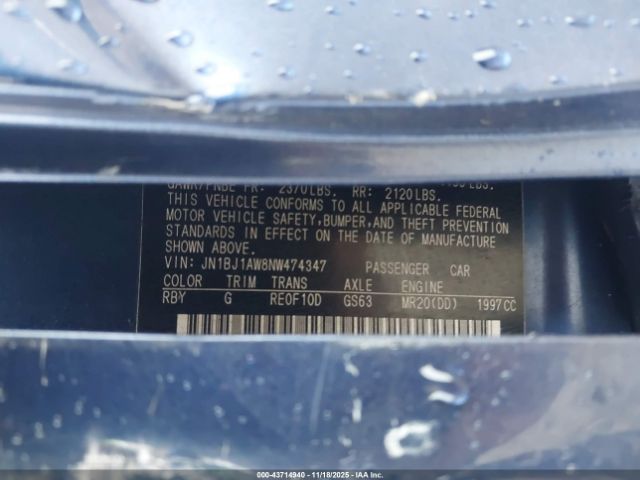 GAWR/PNBE FR: 2370LBS. RR: 2120LBS.
THIS VEHICLE CONFORMS TO ALL APPLICABLE FEDERAL
MOTOR VEHICLE SAFETY,BUMPER,AND THEFT PREVENTION
STANDARDS IN EFFECT ON THE DATE OF MANUFACTURE
SHOWN ABOVE.
VIN: JN1BJ1AW8NW474347 PASSENGER CAR
COLOR TRIM TRANS AXLE ENGINE
RBY G RE0F10D GS63 MR20(DD) 1997CC
00-43714940 | 11/18/2025 | IAA Inc.